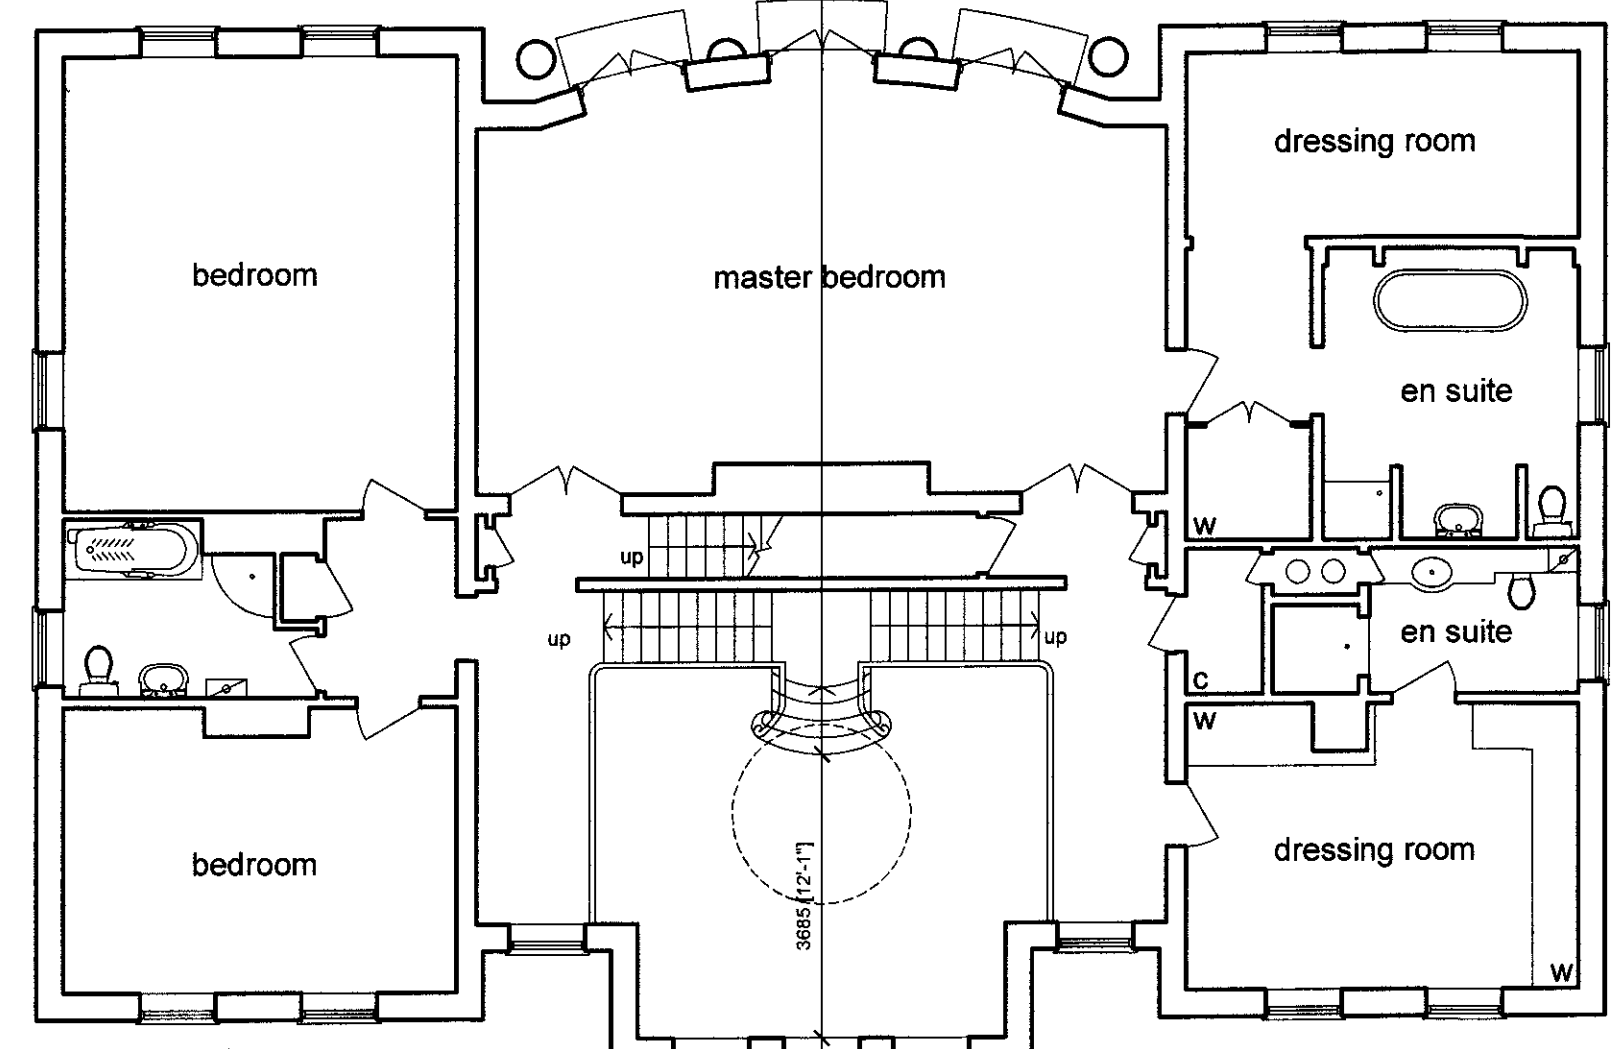 dressing room
bedroom
master bedroom
en suite
W
up
up
up
en suite
C
W
bedroom
3685 [12'-1"]
dressing room
W